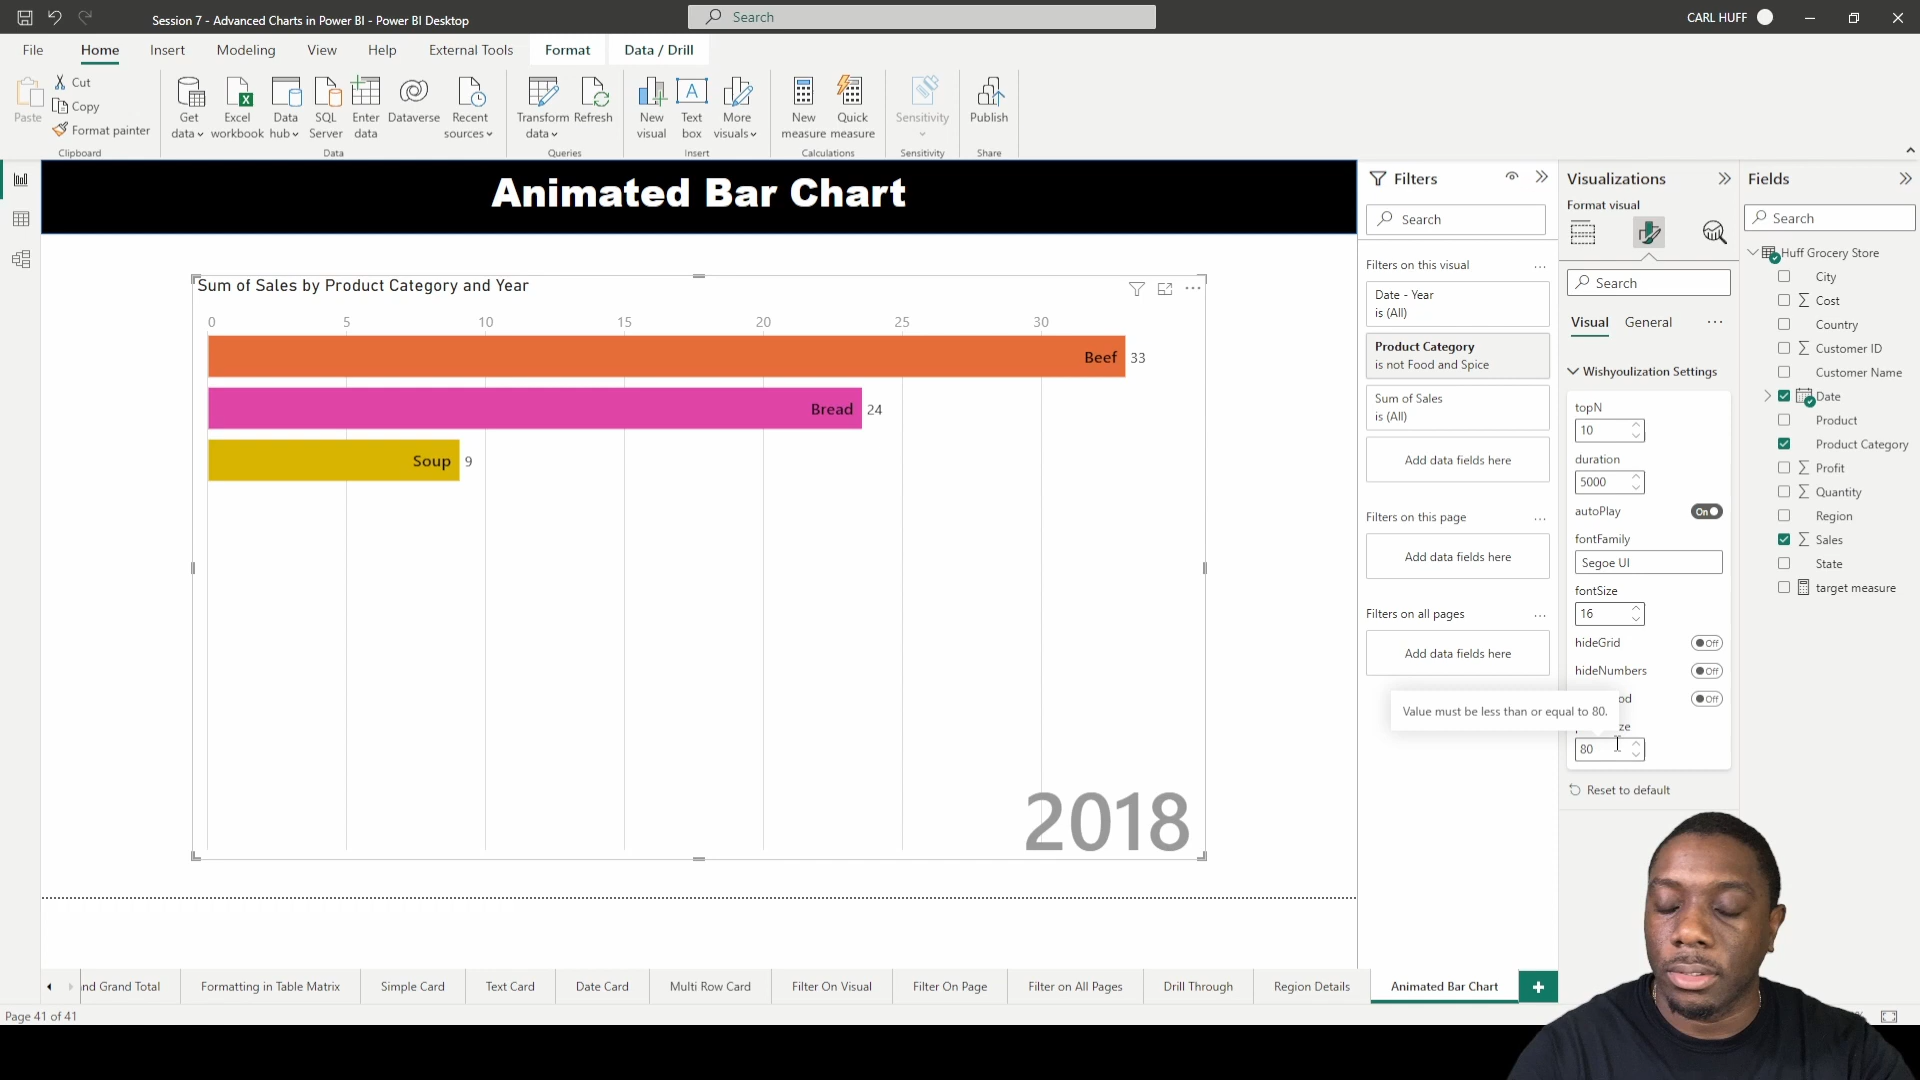 Session 7 - Advanced Charts in Power BI - Power BI Desktop
Search
CARL HUFF
File
Home
Insert
Modeling
View
Help
External Tools
Format
Data / Drill
Paste
Cut
Copy
Format painter
Clipboard
Get data
Excel workbook
Data hub
SQL Server
Enter data
Dataverse
Recent sources
Data
Transform data
Refresh
Queries
New visual
Text box
More visuals
Insert
New measure
Quick measure
Calculations
Sensitivity
Sensitivity
Publish
Share
Animated Bar Chart
Sum of Sales by Product Category and Year
0 5 10 15 20 25 30
Beef 33
Bread 24
Soup 9
2018
Filters
Search
Filters on this visual
Date - Year
is (All)
Product Category
is not Food and Spice
Sum of Sales
is (All)
Add data fields here
Filters on this page
Add data fields here
Filters on all pages
Add data fields here
Visualizations
Format visual
Search
Visual
General
Wishyoulization Settings
topN
10
duration
5000
autoPlay
On
fontFamily
Segoe UI
fontSize
16
hideGrid
Off
hideNumbers
Off
od
Off
Value must be less than or equal to 80.
ze
80
Reset to default
Fields
Search
Huff Grocery Store
City
Cost
Country
Customer ID
Customer Name
Date
Product
Product Category
Profit
Quantity
Region
Sales
State
target measure
nd Grand Total
Formatting in Table Matrix
Simple Card
Text Card
Date Card
Multi Row Card
Filter On Visual
Filter On Page
Filter on All Pages
Drill Through
Region Details
Animated Bar Chart
Page 41 of 41